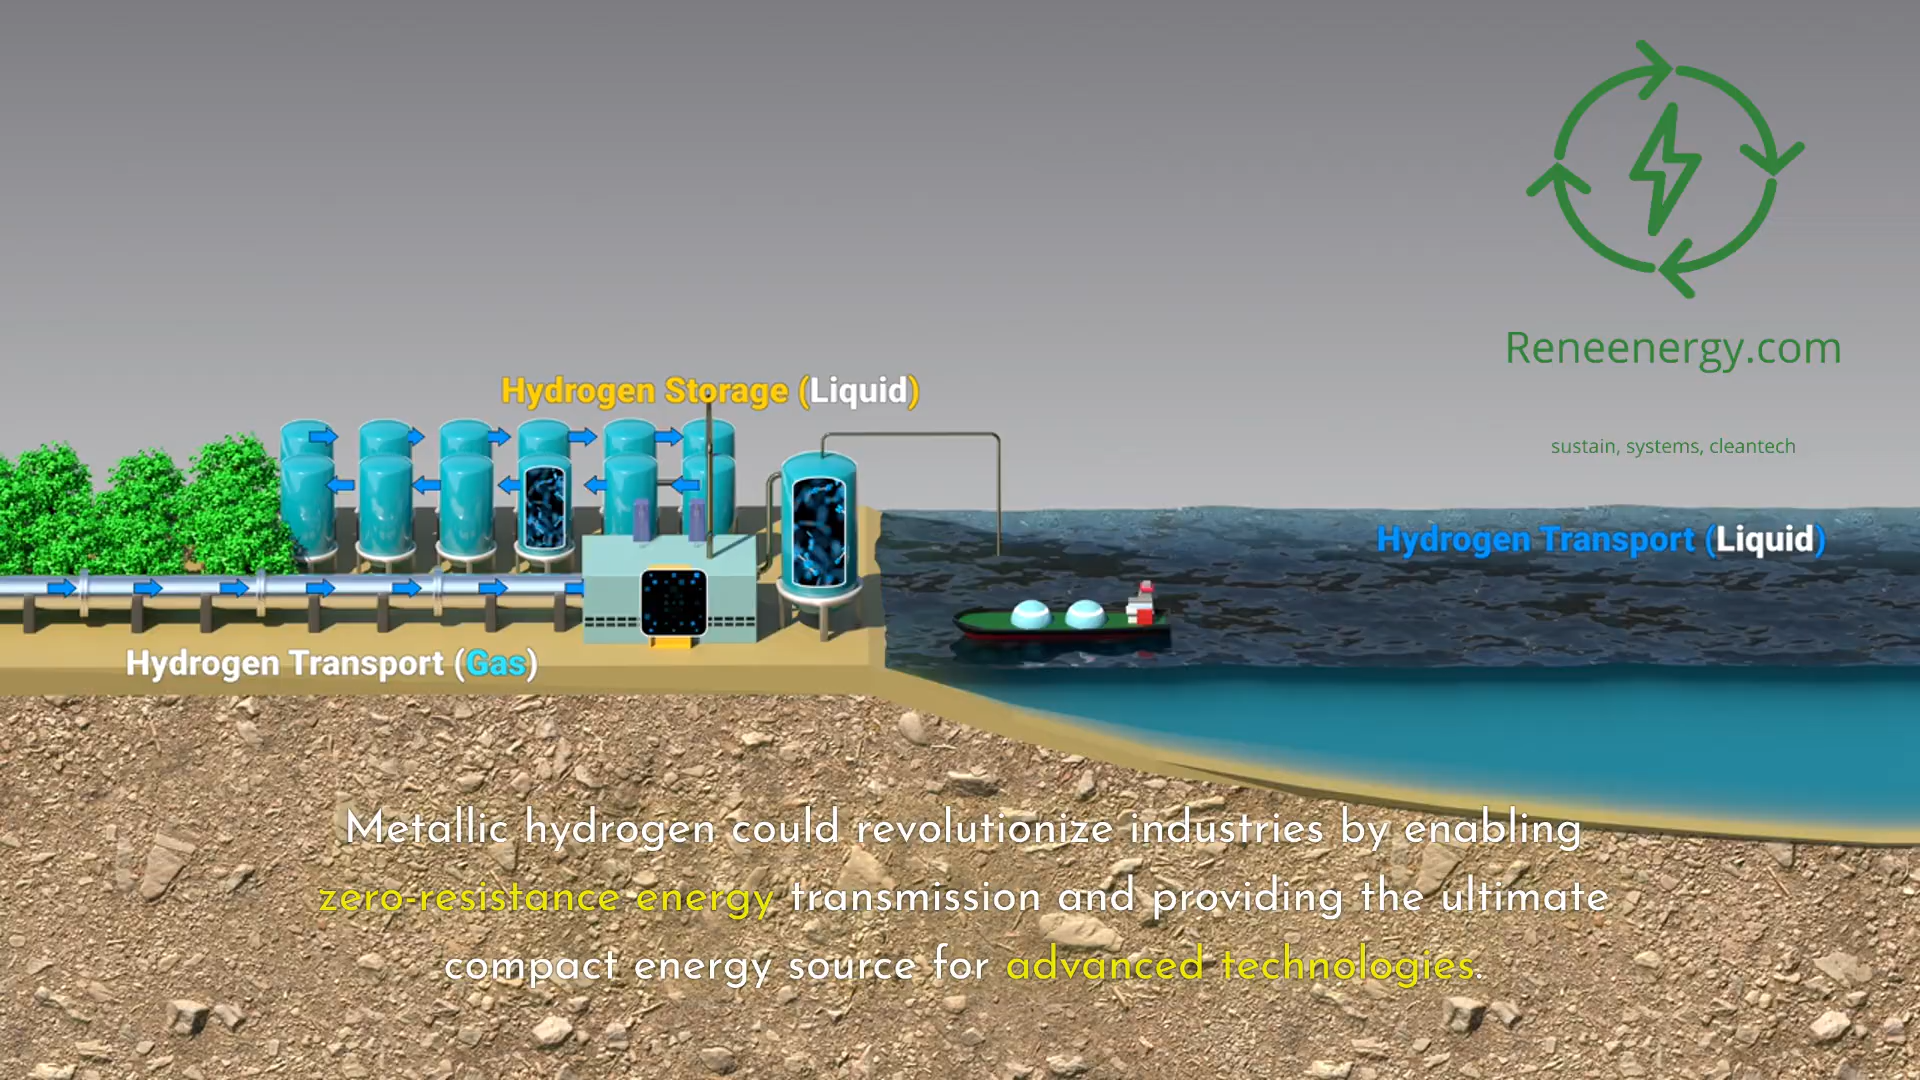 Reneenergy.com
sustain, systems, cleantech
Hydrogen Storage (Liquid)
Hydrogen Transport (Liquid)
Hydrogen Transport (Gas)
Metallic hydrogen could revolutionize industries by enabling
zero-resistance energy transmission and providing the ultimate
compact energy source for advanced technologies.